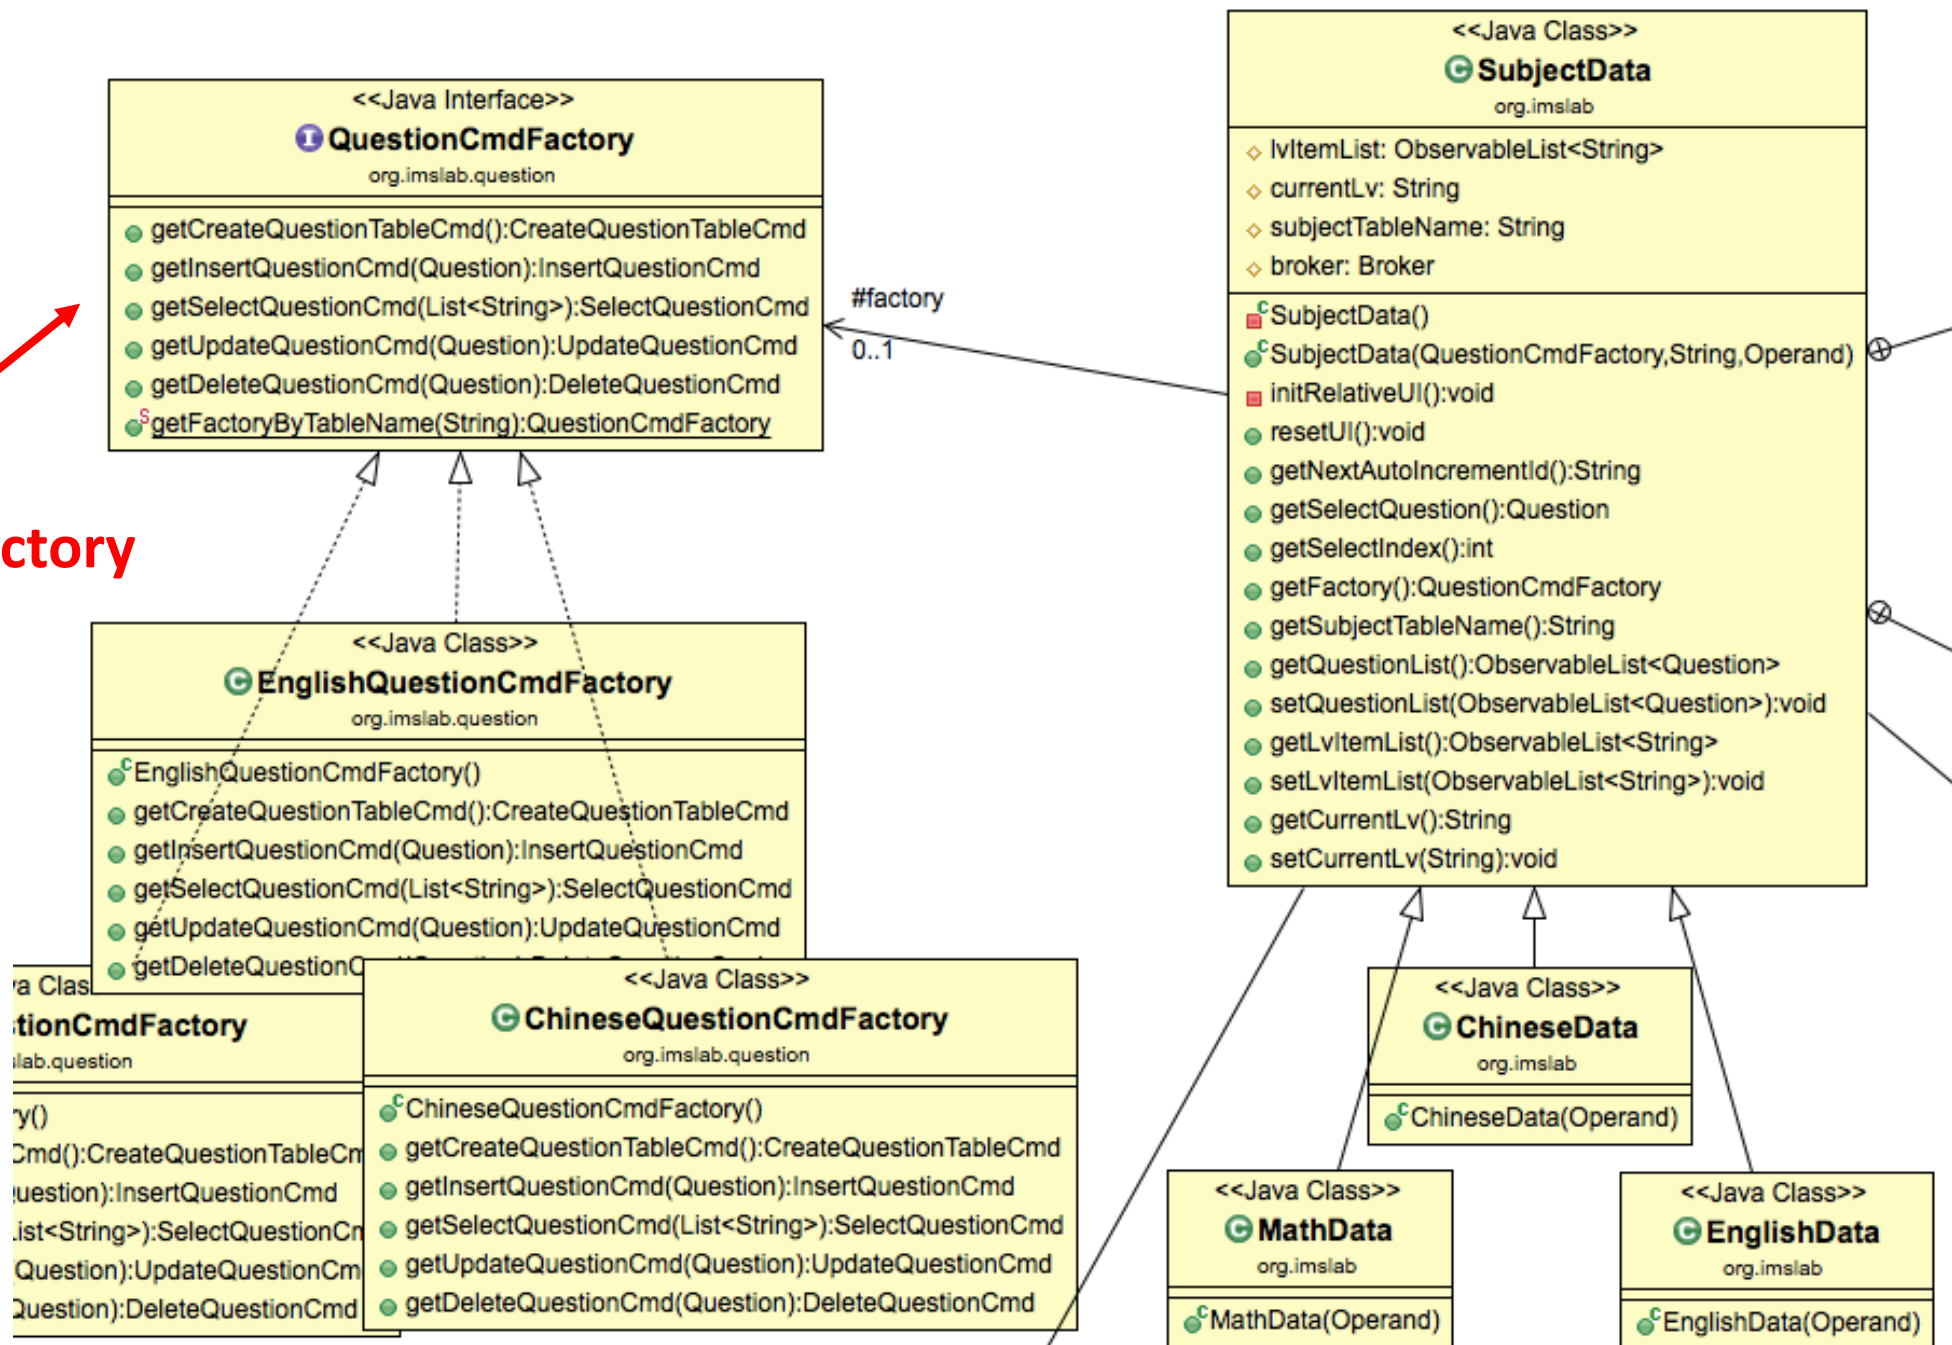 <<Java Interface>>
QuestionCmdFactory
org.imslab.question
getCreateQuestionTableCmd():CreateQuestionTableCmd
getInsertQuestionCmd(Question):InsertQuestionCmd
getSelectQuestionCmd(List<String>):SelectQuestionCmd
getUpdateQuestionCmd(Question):UpdateQuestionCmd
getDeleteQuestionCmd(Question):DeleteQuestionCmd
getFactoryByTableName(String):QuestionCmdFactory
#factory
0..1
<<Java Class>>
SubjectData
org.imslab
lvItemList: ObservableList<String>
currentLv: String
subjectTableName: String
broker: Broker
SubjectData()
SubjectData(QuestionCmdFactory,String,Operand)
initRelativeUI():void
resetUI():void
getNextAutoIncrementId():String
getSelectQuestion():Question
getSelectIndex():int
getFactory():QuestionCmdFactory
getSubjectTableName():String
getQuestionList():ObservableList<Question>
setQuestionList(ObservableList<Question>):void
getLvItemList():ObservableList<String>
setLvItemList(ObservableList<String>):void
getCurrentLv():String
setCurrentLv(String):void
ctory
<<Java Class>>
EnglishQuestionCmdFactory
org.imslab.question
EnglishQuestionCmdFactory()
getCreateQuestionTableCmd():CreateQuestionTableCmd
getInsertQuestionCmd(Question):InsertQuestionCmd
getSelectQuestionCmd(List<String>):SelectQuestionCmd
getUpdateQuestionCmd(Question):UpdateQuestionCmd
getDeleteQuestionC
va Clas
tionCmdFactory
slab.question
ry()
Cmd():CreateQuestionTableCm
uestion):InsertQuestionCmd
ist<String>):SelectQuestionCm
Question):UpdateQuestionCm
Question):DeleteQuestionCmd
<<Java Class>>
ChineseQuestionCmdFactory
org.imslab.question
ChineseQuestionCmdFactory()
getCreateQuestionTableCmd():CreateQuestionTableCmd
getInsertQuestionCmd(Question):InsertQuestionCmd
getSelectQuestionCmd(List<String>):SelectQuestionCmd
getUpdateQuestionCmd(Question):UpdateQuestionCmd
getDeleteQuestionCmd(Question):DeleteQuestionCmd
<<Java Class>>
ChineseData
org.imslab
ChineseData(Operand)
<<Java Class>>
MathData
org.imslab
MathData(Operand)
<<Java Class>>
EnglishData
org.imslab
EnglishData(Operand)